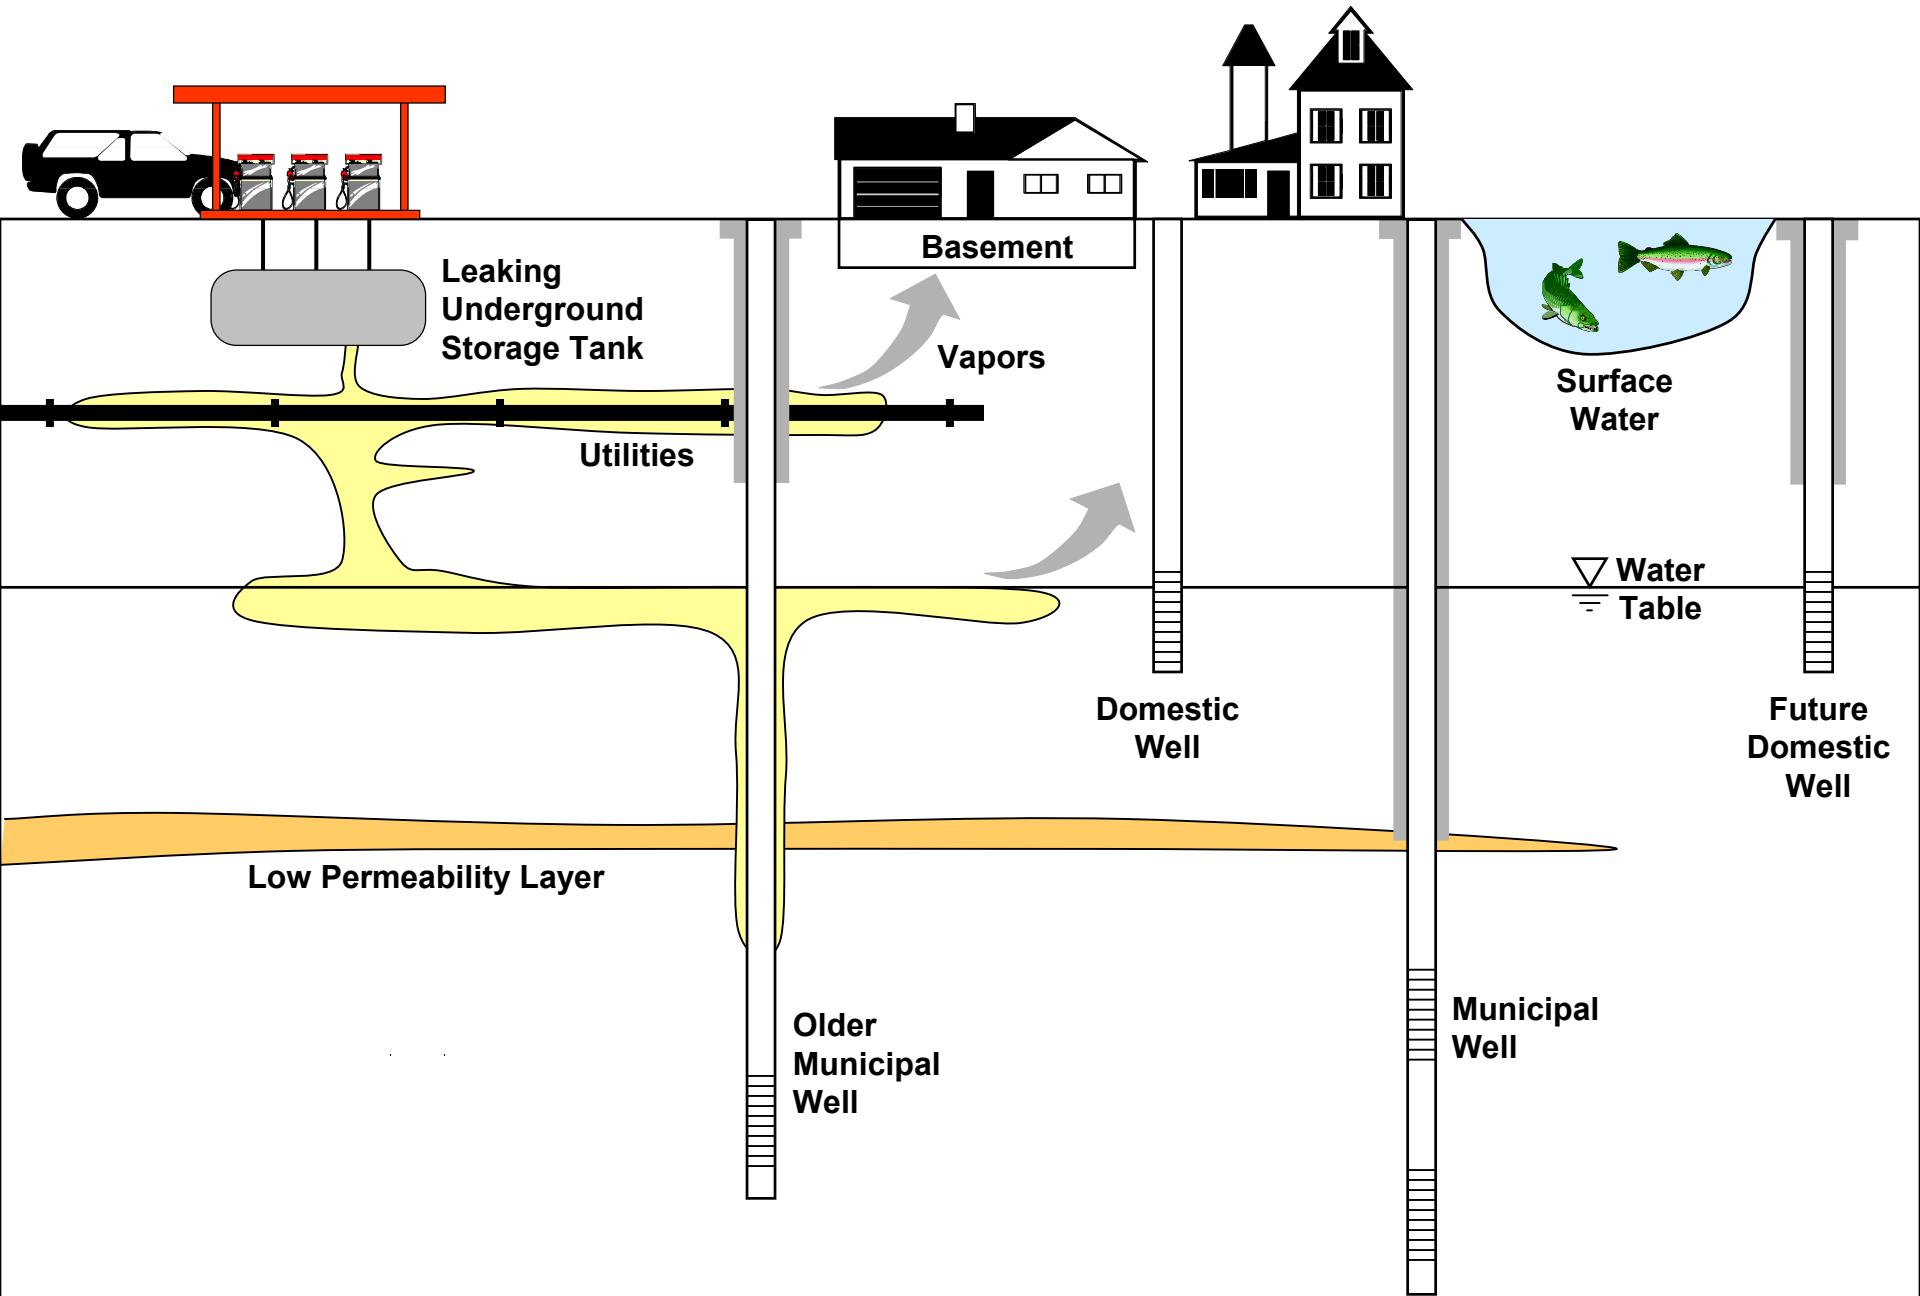 Basement
Leaking
Underground
Storage Tank
Vapors
Utilities
Surface
Water
Water
Table
Domestic
Well
Future
Domestic
Well
Low Permeability Layer
Older
Municipal
Well
Municipal
Well